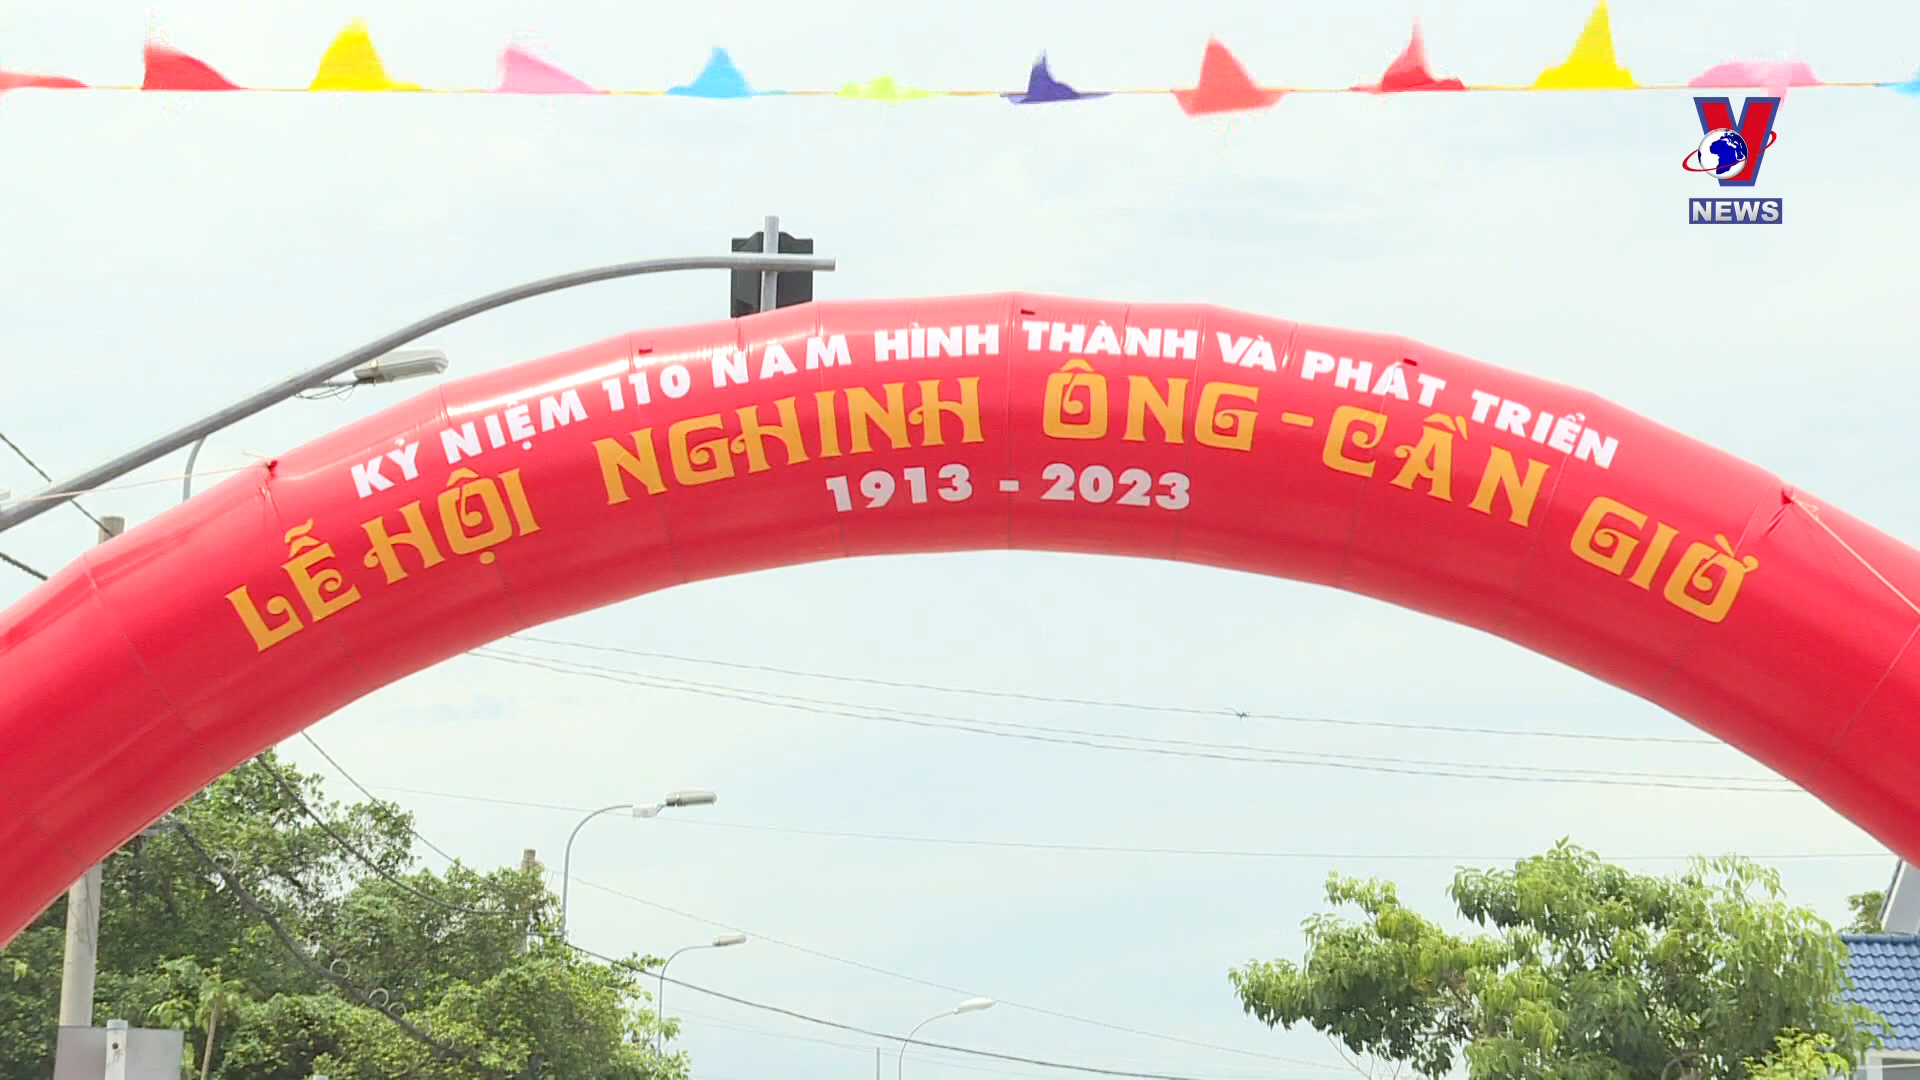 V
NEWS
KỶ NIỆM 110 NĂM HÌNH THÀNH VÀ PHÁT TRIỂN
LỄ HỘI NGHINH ÔNG - CẦN GIỜ
1913 - 2023